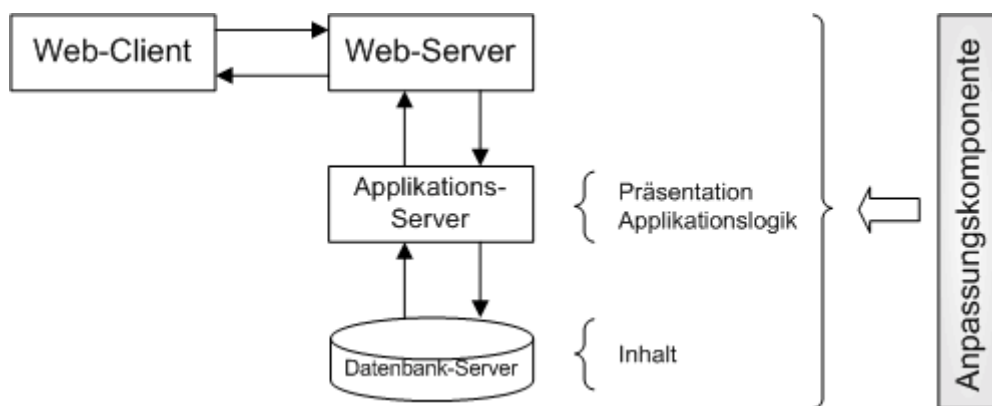 Web-Client
Web-Server
Applikations-
Server
Präsentation
Applikationslogik
Datenbank-Server
Inhalt
Anpassungskomponente